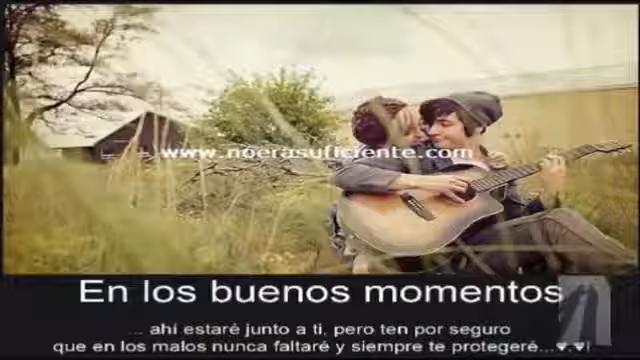 www.noerasuficiente.com
En los buenos momentos
... ahí estaré junto a ti, pero ten por seguro
que en los malos nunca faltaré y siempre te protegeré...♥ ♥!